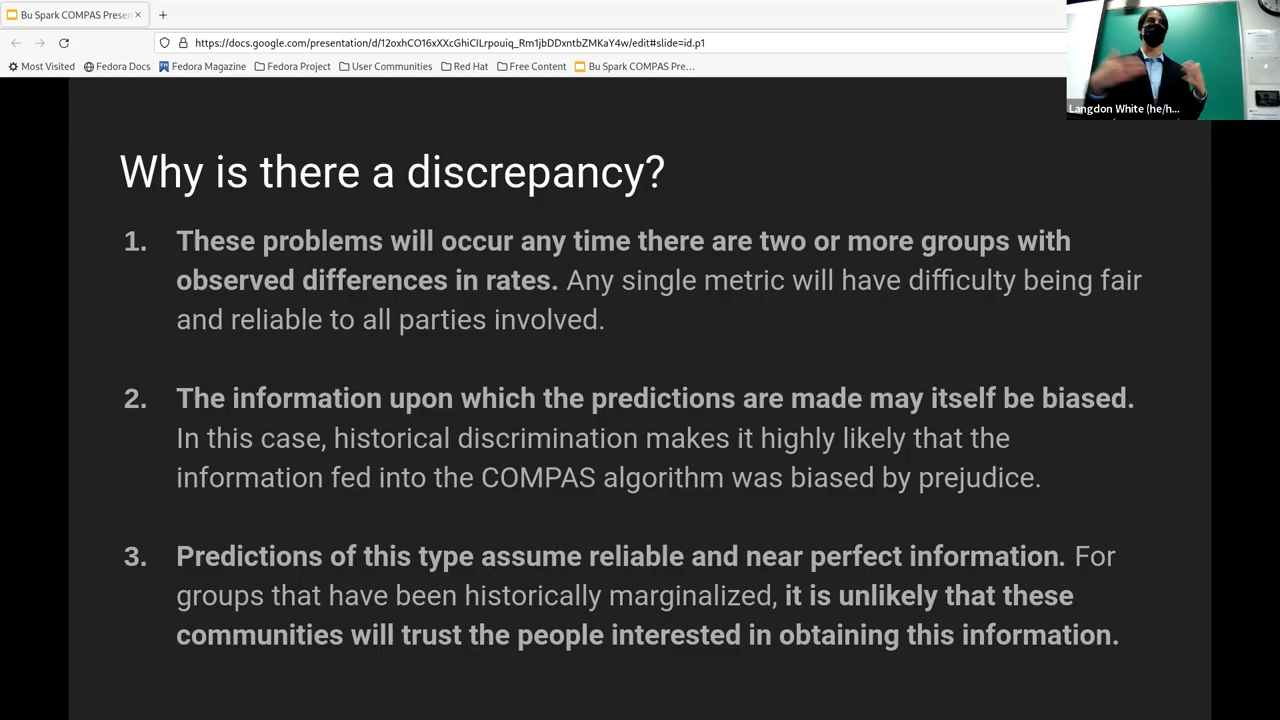 Bu Spark COMPAS Presen
https://docs.google.com/presentation/d/12oxhCO16xXXcGhiCILrpouiq_Rm1jbDDxntbZMKaY4w/edit#slide=id.p1
Most Visited Fedora Docs Fedora Magazine Fedora Project User Communities Red Hat Free Content Bu Spark COMPAS Pre…
Langdon White (he/h...
Why is there a discrepancy?
1. These problems will occur any time there are two or more groups with
observed differences in rates. Any single metric will have difficulty being fair
and reliable to all parties involved.
2. The information upon which the predictions are made may itself be biased.
In this case, historical discrimination makes it highly likely that the
information fed into the COMPAS algorithm was biased by prejudice.
3. Predictions of this type assume reliable and near perfect information. For
groups that have been historically marginalized, it is unlikely that these
communities will trust the people interested in obtaining this information.